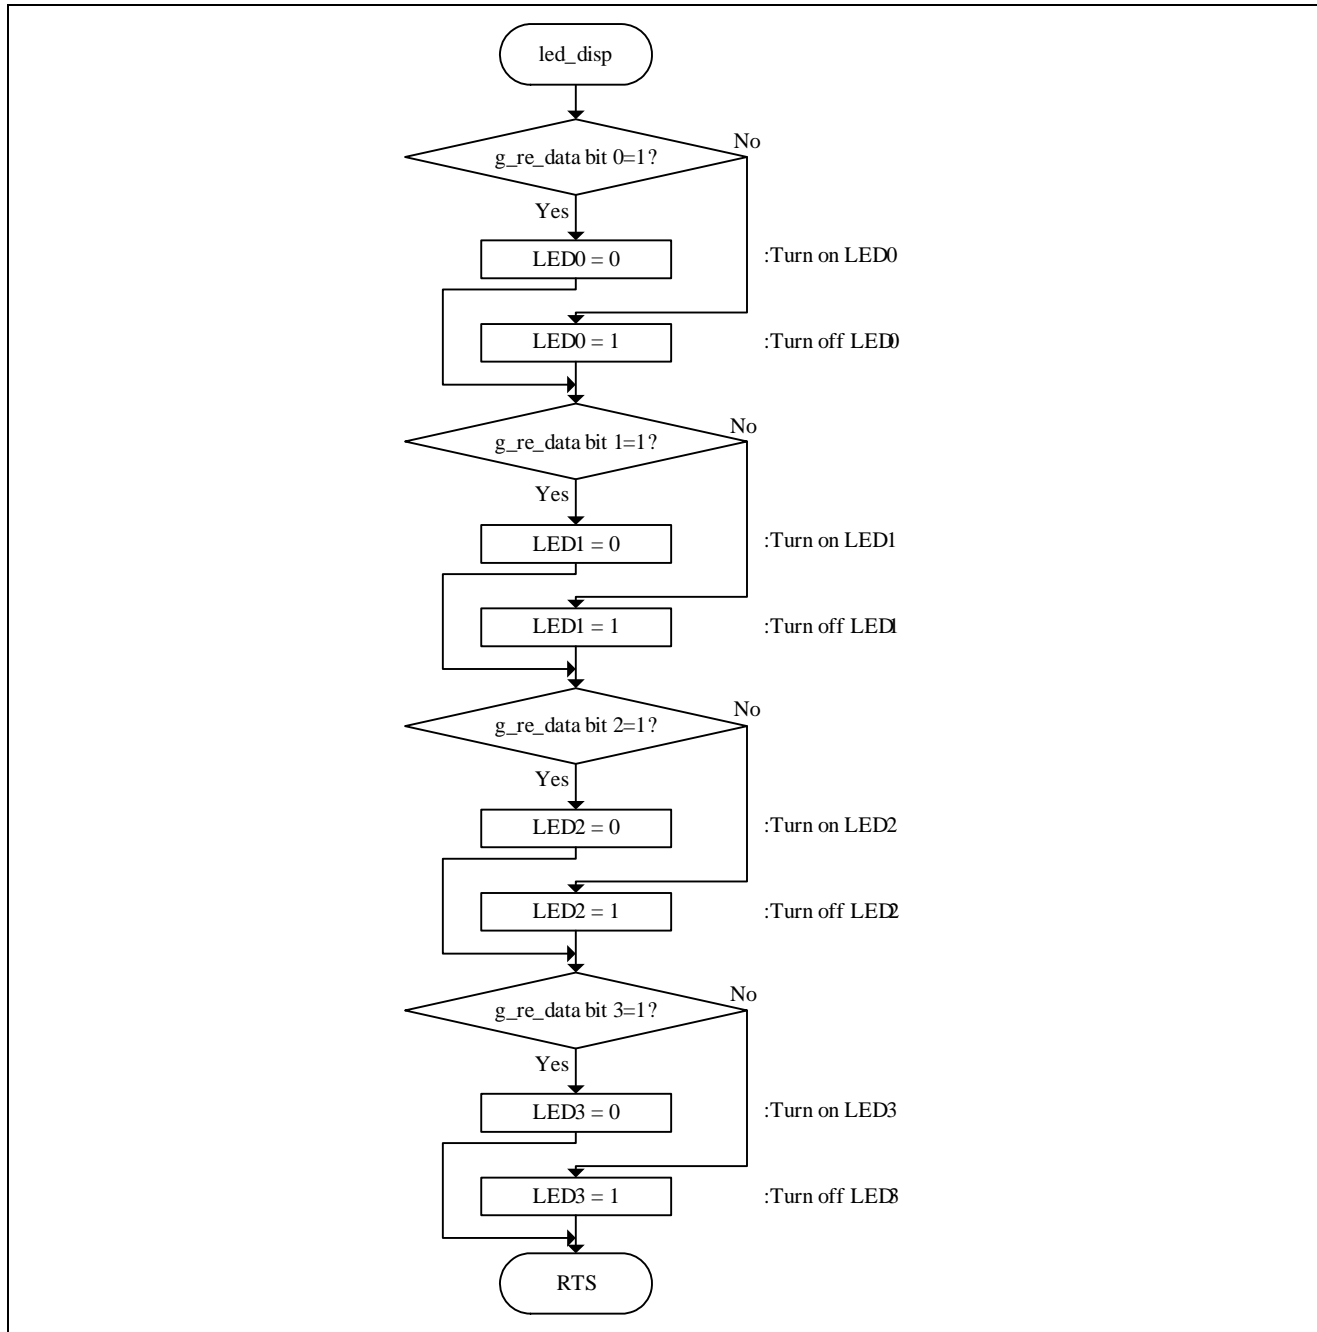 led_disp
g_re_data bit 0=1?
No
Yes
LED0 = 0
:Turn on LED0
LED0 = 1
:Turn off LED0
g_re_data bit 1=1?
No
Yes
LED1 = 0
:Turn on LED1
LED1 = 1
:Turn off LED1
g_re_data bit 2=1?
No
Yes
LED2 = 0
:Turn on LED2
LED2 = 1
:Turn off LED2
g_re_data bit 3=1?
No
Yes
LED3 = 0
:Turn on LED3
LED3 = 1
:Turn off LED3
RTS